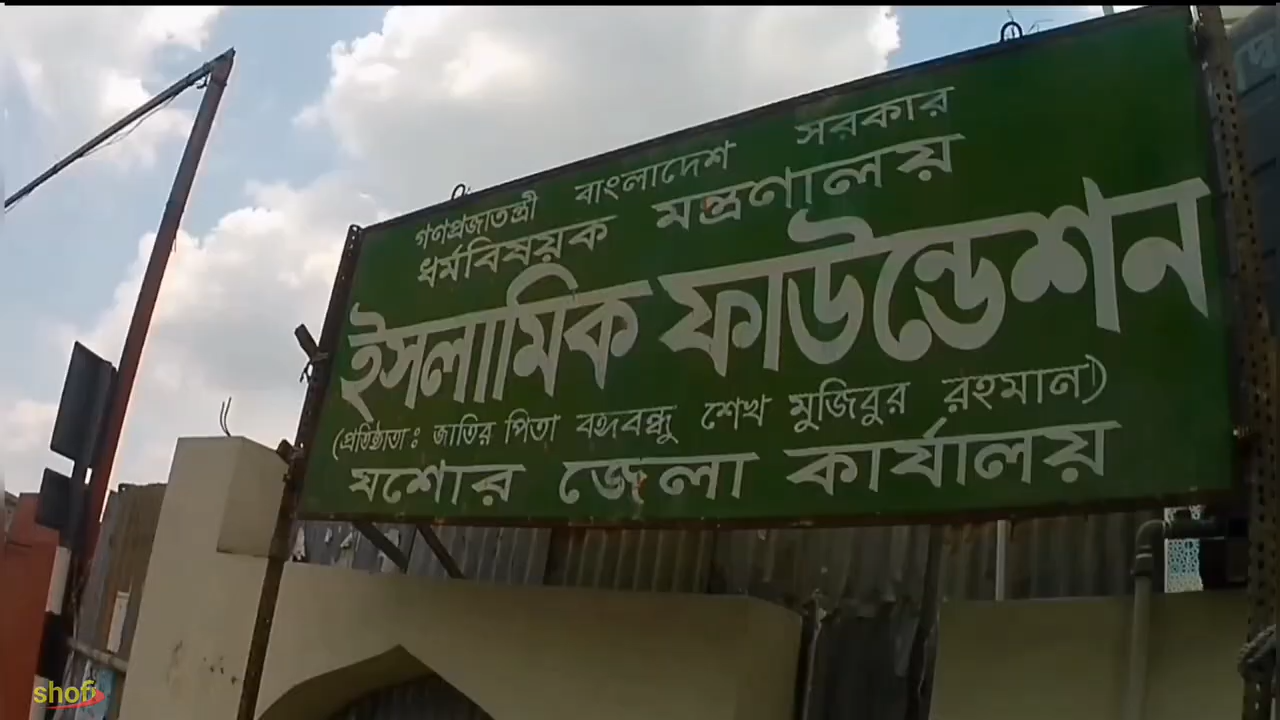 গণপ্রজাতন্ত্রী বাংলাদেশ সরকার
ধর্মবিষয়ক মন্ত্রণালয়
ইসলামিক ফাউন্ডেশন
(প্রতিষ্ঠাতা: জাতির পিতা বঙ্গবন্ধু শেখ মুজিবুর রহমান)
যশোর জেলা কার্যালয়
shofi